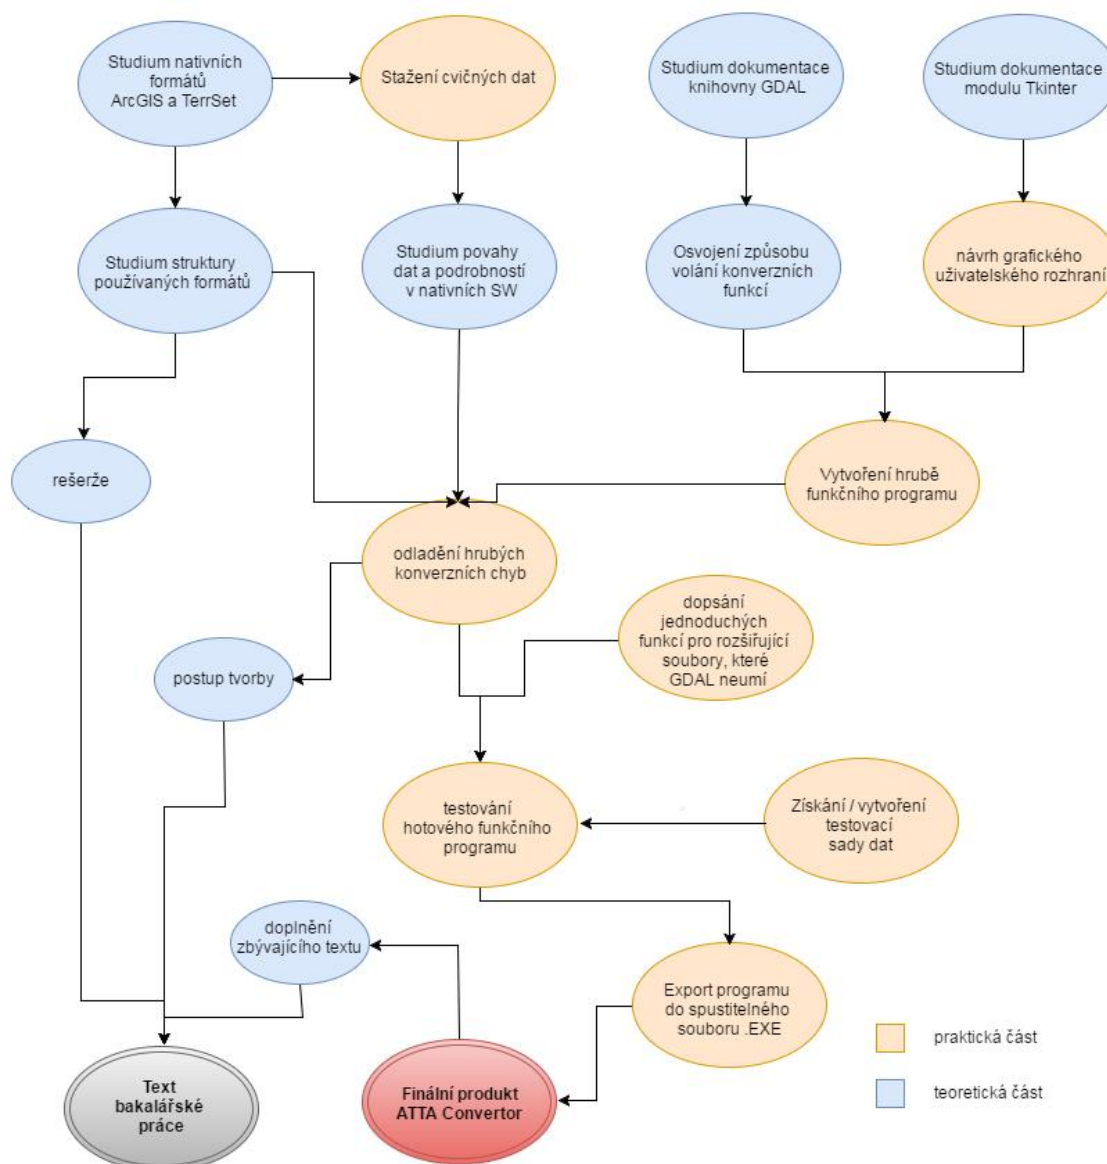 Studium nativních
formátů
ArcGIS a TerrSet
Stažení cvičných dat
Studium dokumentace
knihovny GDAL
Studium dokumentace
modulu Tkinter
Studium struktury
používaných formátů
Studium povahy
dat a podrobností
v nativních SW
Osvojení způsobu
volání konverzních
funkcí
návrh grafického
uživatelského rozhraní
rešerže
Vytvoření hrubě
funkčního programu
odladění hrubých
konverzních chyb
dopsání
jednoduchých
funkcí pro rozšiřující
soubory, které
GDAL neumí
postup tvorby
testování
hotového funkčního
programu
Získání / vytvoření
testovací
sady dat
doplnění
zbývajícího textu
Export programu
do spustitelného
souboru .EXE
praktická část
teoretická část
Text
bakalářské
práce
Finální produkt
ATTA Convertor